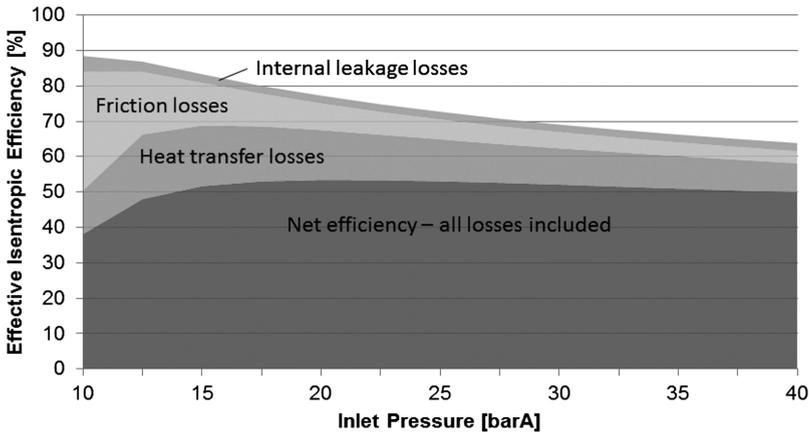 Effective Isentropic Efficiency [%]
100
90
80
70
60
50
40
30
20
10
0
Internal leakage losses
Friction losses
Heat transfer losses
Net efficiency – all losses included
10 15 20 25 30 35 40
Inlet Pressure [barA]